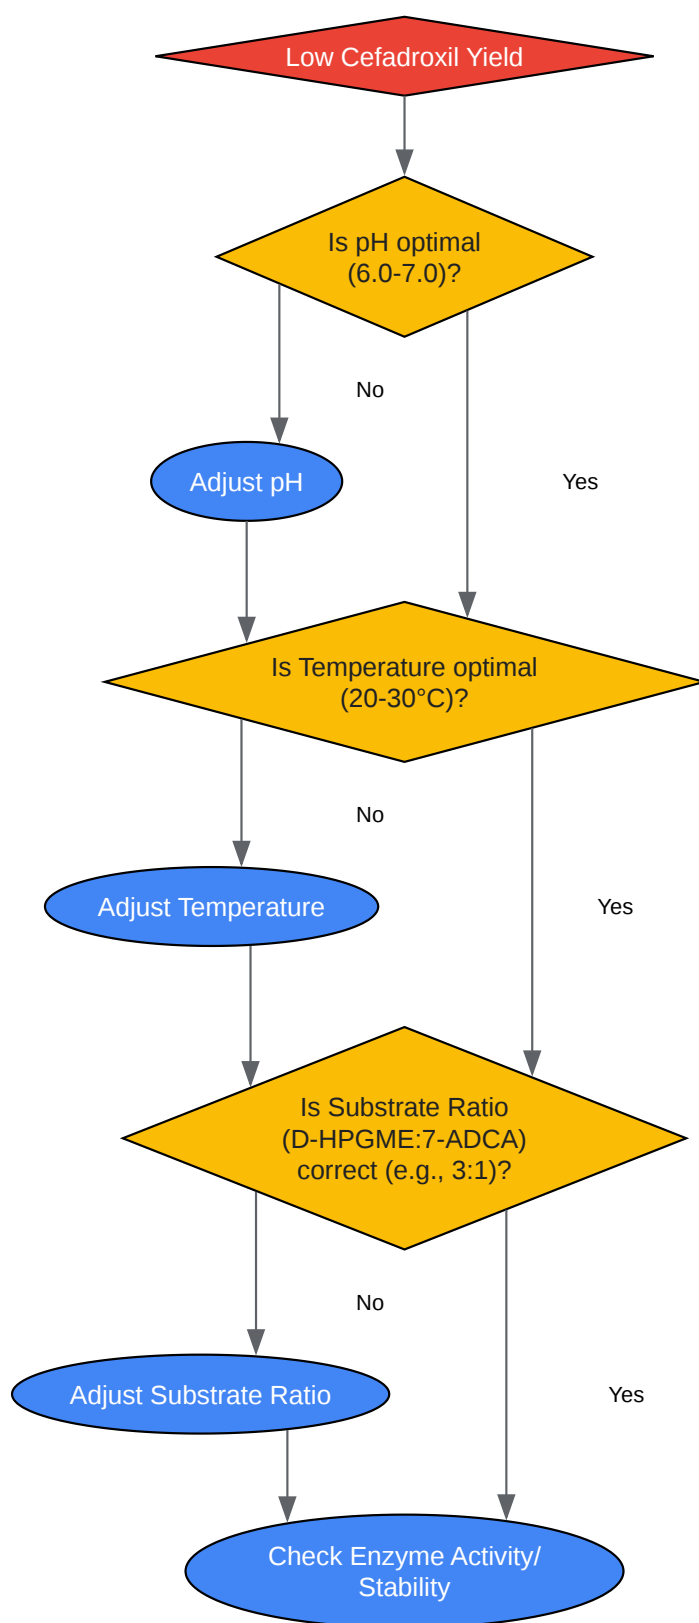 Low Cefadroxil Yield
Is pH optimal
(6.0-7.0)?
No
Adjust pH
Yes
Is Temperature optimal
(20-30°C)?
No
Adjust Temperature
Yes
Is Substrate Ratio
(D-HPGME:7-ADCA)
correct (e.g., 3:1)?
No
Adjust Substrate Ratio
Yes
Check Enzyme Activity/
Stability